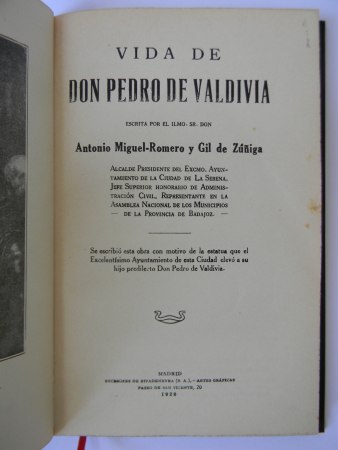 VIDA DE
DON PEDRO DE VALDIVIA
ESCRITA POR EL ILMO. SR. DON
Antonio Miguel-Romero y Gil de Zúñiga
ALCALDE PRESIDENTE DEL EXCMO. AYUN-
TAMIENTO DE LA CIUDAD DE LA SERENA,
JEFE SUPERIOR HONORARIO DE ADMINIS-
TRACIÓN CIVIL, REPRESENTANTE EN LA
ASAMBLEA NACIONAL DE LOS MUNICIPIOS
— DE LA PROVINCIA DE BADAJOZ. —
Se escribió esta obra con motivo de la estatua que el
Excelentísimo Ayuntamiento de esta Ciudad elevó a su
hijo predilecto Don Pedro de Valdivia.
MADRID
SUCESORES DE RIVADENEYRA (S. A.).—ARTES GRÁFICAS
PASEO DE SAN VICENTE, 20
1928